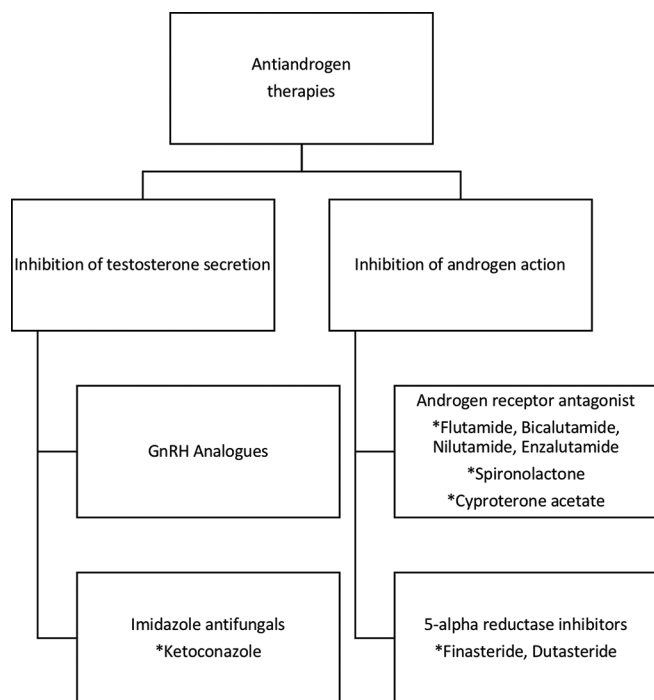 Antiandrogen
therapies
Inhibition of testosterone secretion
Inhibition of androgen action
GnRH Analogues
Androgen receptor antagonist
*Flutamide, Bicalutamide,
Nilutamide, Enzalutamide
*Spironolactone
*Cyproterone acetate
Imidazole antifungals
*Ketoconazole
5-alpha reductase inhibitors
*Finasteride, Dutasteride